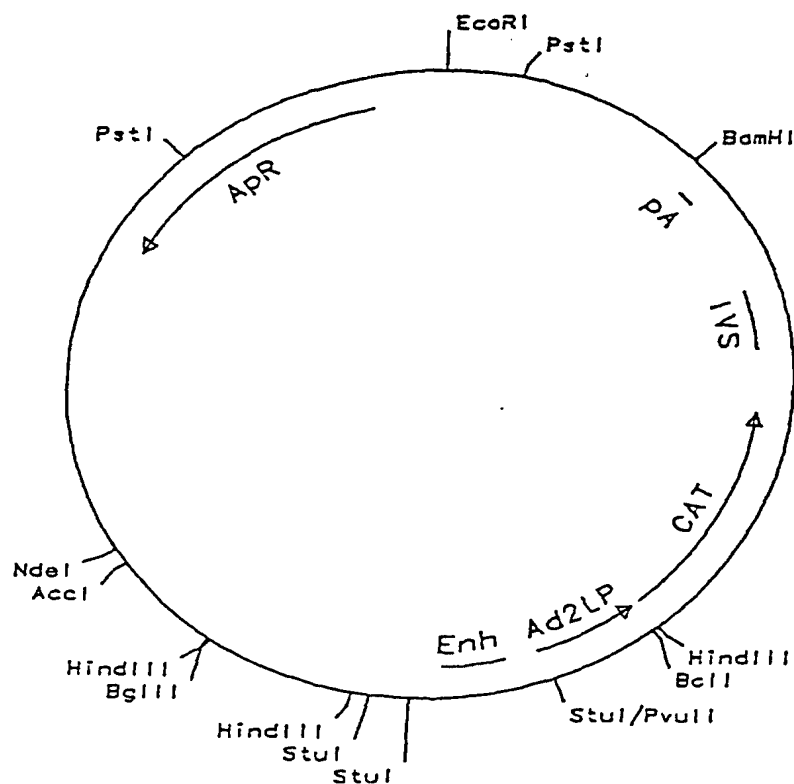 EcoRI
PstI
PstI
BamHI
ApR
pA
IVS
CAT
NdeI
AccI
Ad2LP
Enh
HindIII
BglII
HindIII
BclI
HindIII
StuI
StuI/PvuII
StuI